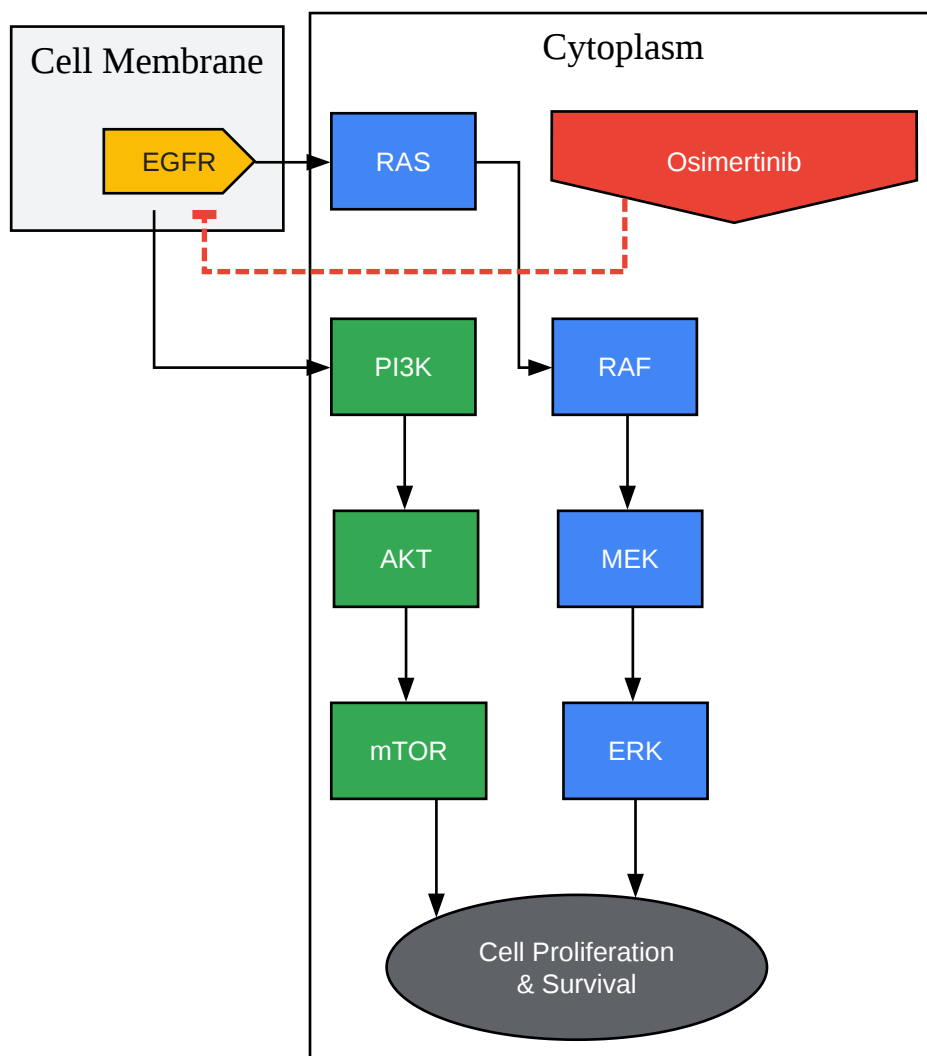 Cell Membrane
Cytoplasm
EGFR
RAS
Osimertinib
PI3K
RAF
AKT
MEK
mTOR
ERK
Cell Proliferation
& Survival